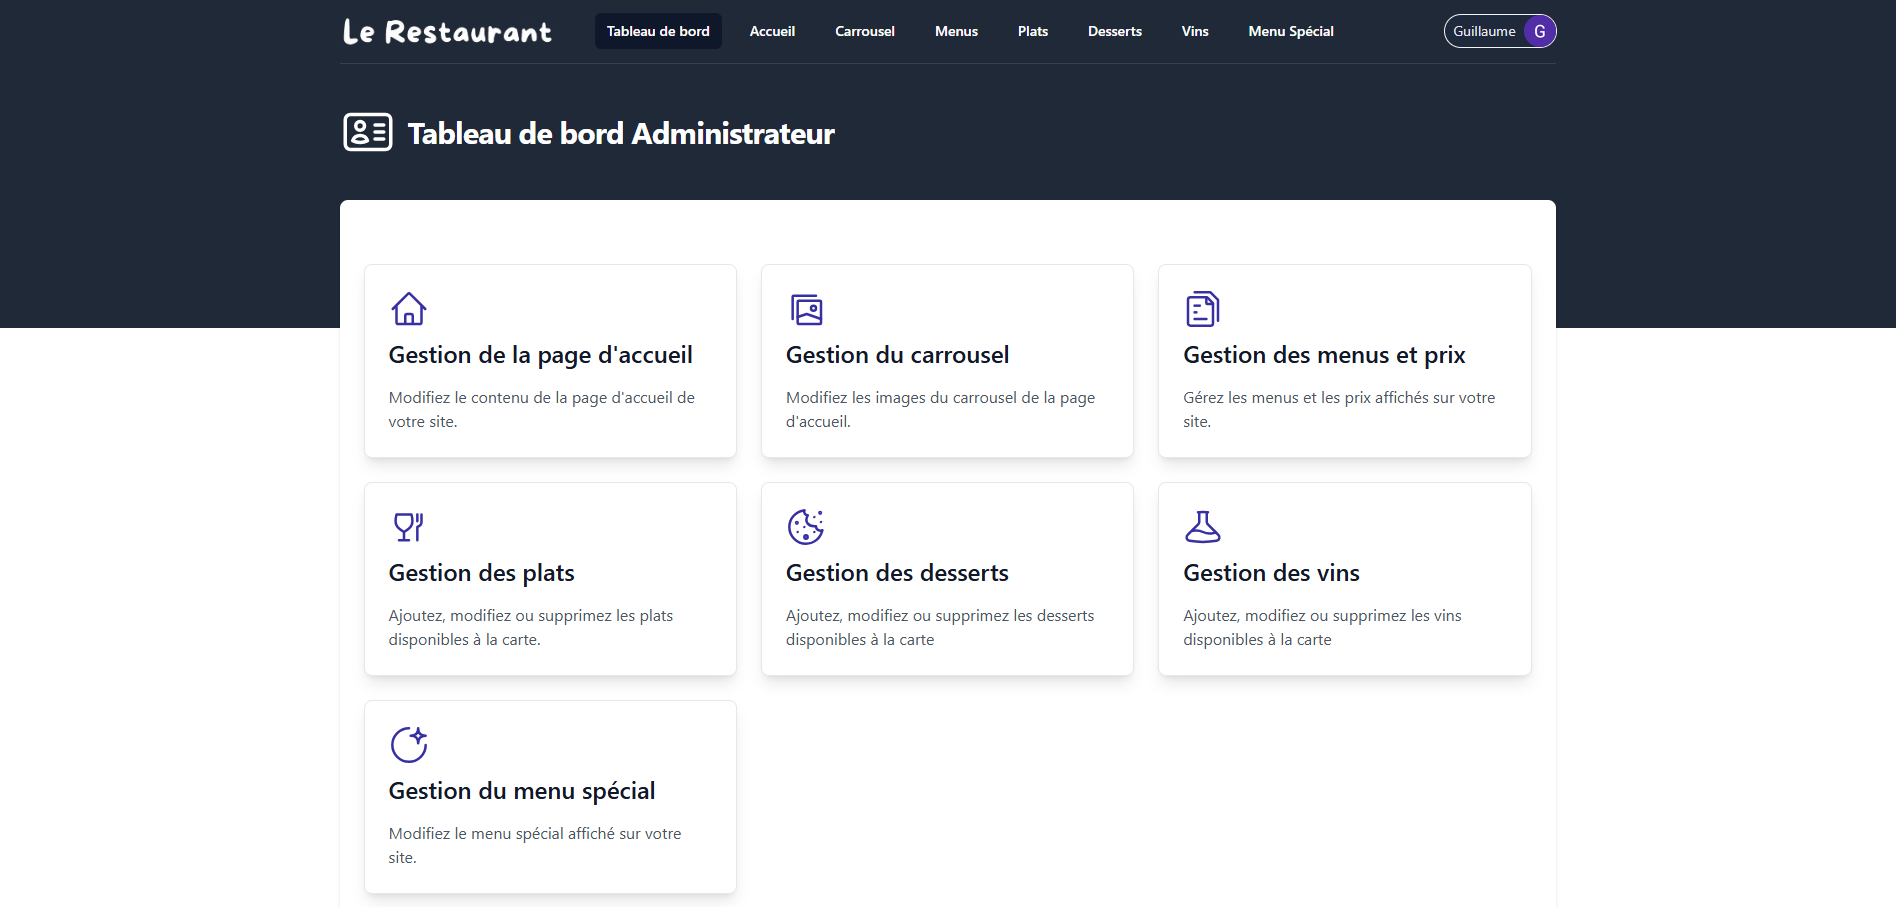 Le Restaurant
Tableau de bord
Accueil
Carrousel
Menus
Plats
Desserts
Vins
Menu Spécial
Guillaume
G
Tableau de bord Administrateur
Gestion de la page d'accueil
Modifiez le contenu de la page d'accueil de
votre site.
Gestion du carrousel
Modifiez les images du carrousel de la page
d'accueil.
Gestion des menus et prix
Gérez les menus et les prix affichés sur votre
site.
Gestion des plats
Ajoutez, modifiez ou supprimez les plats
disponibles à la carte.
Gestion des desserts
Ajoutez, modifiez ou supprimez les desserts
disponibles à la carte
Gestion des vins
Ajoutez, modifiez ou supprimez les vins
disponibles à la carte
Gestion du menu spécial
Modifiez le menu spécial affiché sur votre
site.